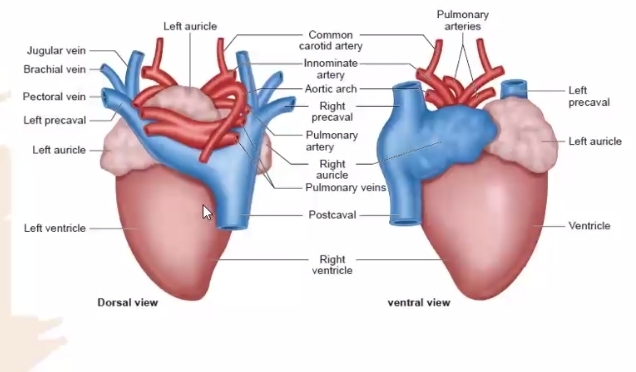 Left auricle
Jugular vein
Brachial vein
Pectoral vein
Left precaval
Left auricle
Left ventricle
Dorsal view
Common
carotid artery
Innominate
artery
Aortic arch
Right
precaval
Pulmonary
artery
Right
auricle
Pulmonary veins
Postcaval
Right
ventricle
Pulmonary
arteries
Left
precaval
Left auricle
Ventricle
ventral view